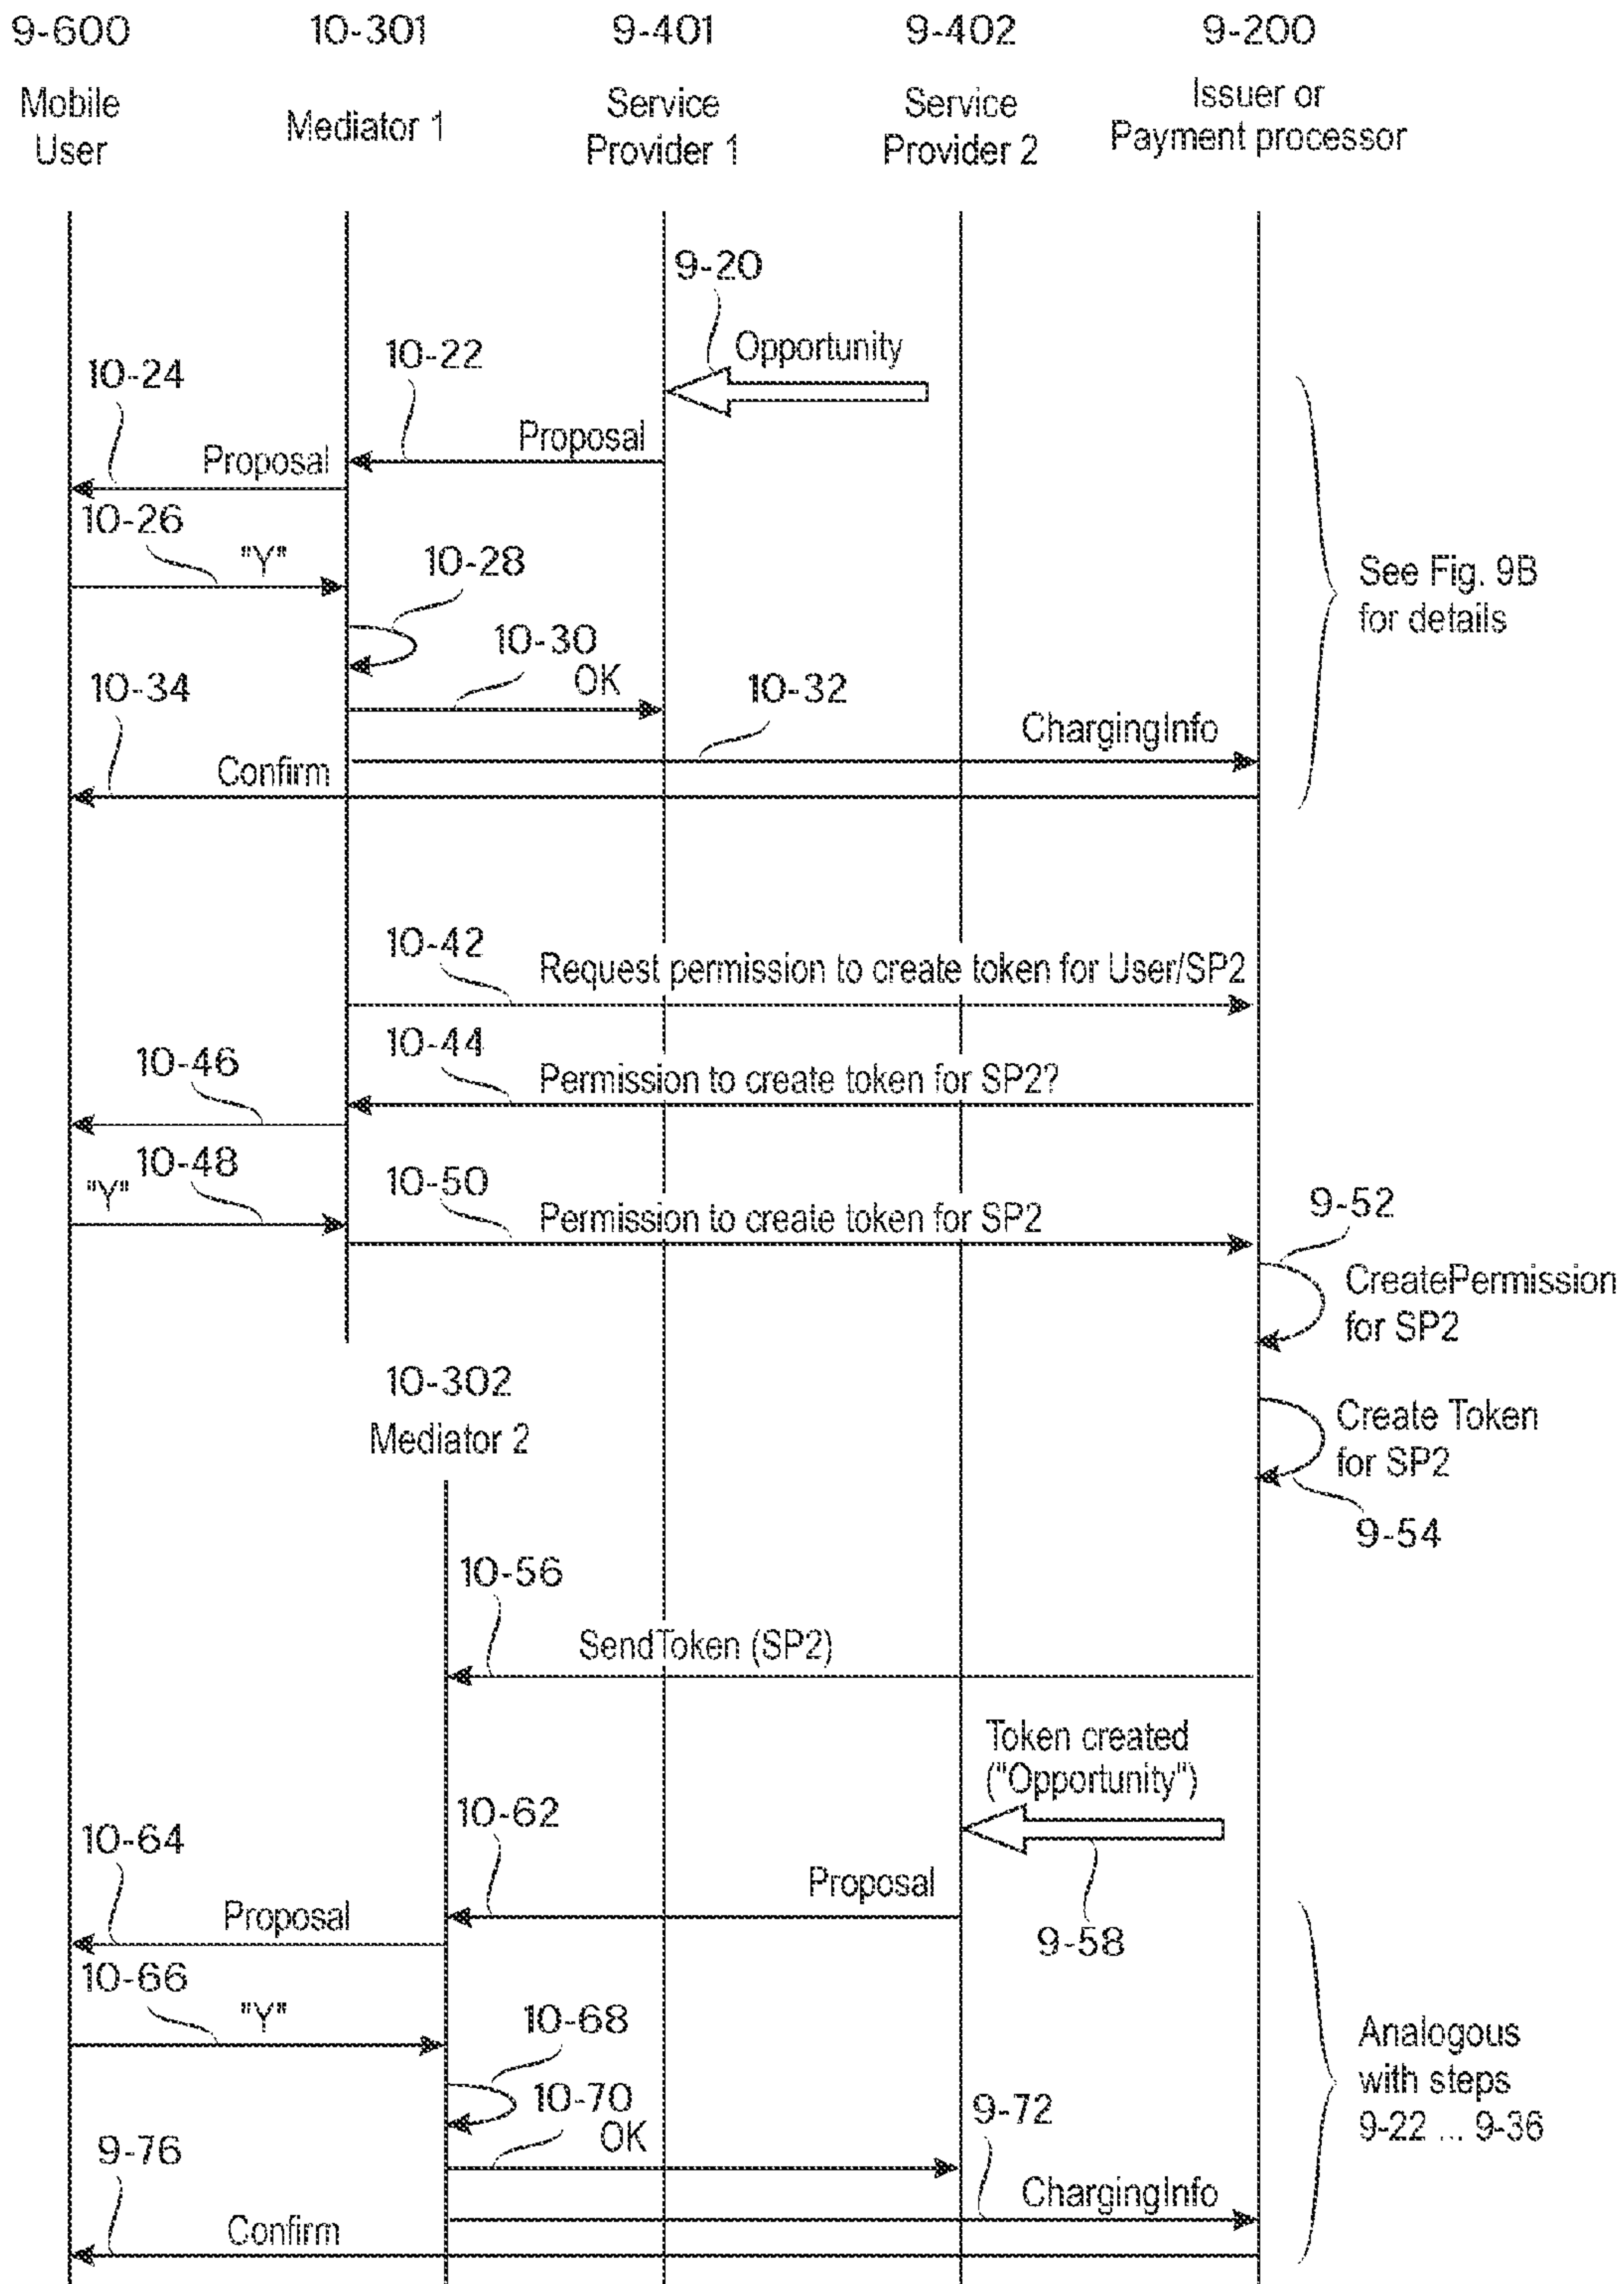 9-600
10-301
9-401
9-402
9-200
Mobile
User
Mediator 1
Service
Provider 1
Service
Provider 2
Issuer or
Payment processor
9-20
Opportunity
10-22
10-24
Proposal
Proposal
10-26
"Y"
10-28
See Fig. 9B
for details
10-30
OK
10-34
10-32
ChargingInfo
Confirm
10-42
Request permission to create token for User/SP2
10-44
Permission to create token for SP2?
10-46
10-48
"Y"
10-50
Permission to create token for SP2
9-52
CreatePermission
for SP2
10-302
Mediator 2
Create Token
for SP2
9-54
10-56
SendToken (SP2)
Token created
("Opportunity")
10-62
10-64
Proposal
Proposal
9-58
10-66
"Y"
10-68
10-70
OK
Analogous
with steps
9-22 ... 9-36
9-72
9-76
ChargingInfo
Confirm